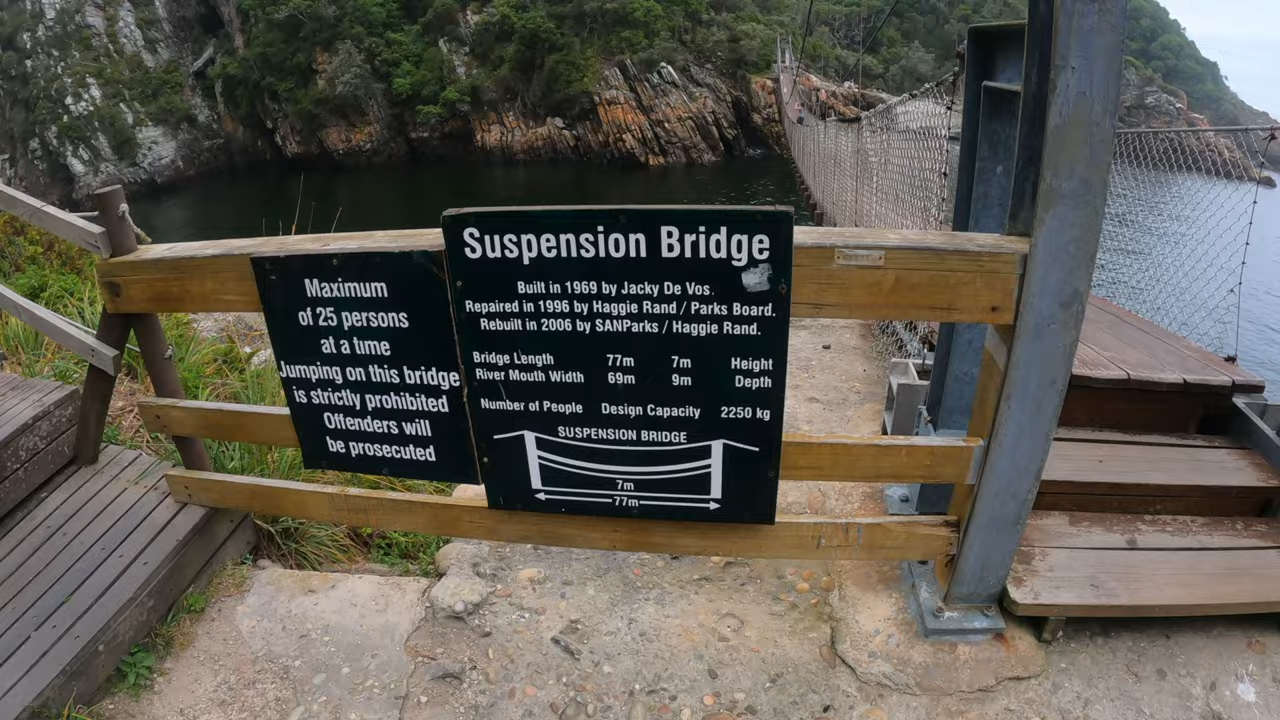 Maximum
of 25 persons
at a time
Jumping on this bridge
is strictly prohibited
Offenders will
be prosecuted
Suspension Bridge
Built in 1969 by Jacky De Vos.
Repaired in 1996 by Haggie Rand / Parks Board.
Rebuilt in 2006 by SANParks / Haggie Rand.
Bridge Length 77m 7m Height
River Mouth Width 69m 9m Depth
Number of People Design Capacity 2250 kg
SUSPENSION BRIDGE
7m
77m